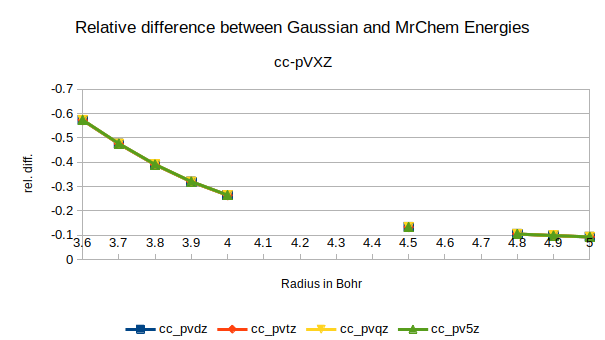 Relative difference between Gaussian and MrChem Energies
cc-pVXZ
-0.7
-0.6
-0.5
-0.4
-0.3
-0.2
-0.1
0
rel. diff.
3.6 3.7 3.8 3.9 4 4.1 4.2 4.3 4.4 4.5 4.6 4.7 4.8 4.9 5
Radius in Bohr
cc_pvdz cc_pvtz cc_pvqz cc_pv5z